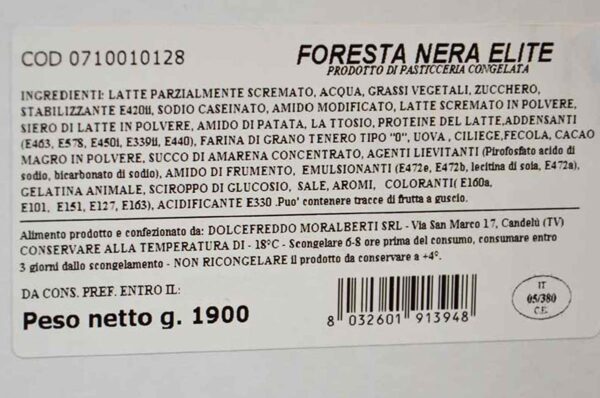 COD 0710010128
FORESTA NERA ELITE
PRODOTTO DI PASTICCERIA CONGELATA
INGREDIENTI: LATTE PARZIALMENTE SCREMATO, ACQUA, GRASSI VEGETALI, ZUCCHERO,
STABILIZZANTE E420ii, SODIO CASEINATO, AMIDO MODIFICATO, LATTE SCREMATO IN POLVERE,
SIERO DI LATTE IN POLVERE, AMIDO DI PATATA, LA TTOSIO, PROTEINE DEL LATTE,ADDENSANTI
(E463, E578, E450i, E339ii, E440), FARINA DI GRANO TENERO TIPO "0", UOVA , CILIEGE,FECOLA, CACAO
MAGRO IN POLVERE, SUCCO DI AMARENA CONCENTRATO, AGENTI LIEVITANTI (Pirofosfato acido di
sodio, bicarbonato di sodio), AMIDO DI FRUMENTO, EMULSIONANTI (E472e, E472b, lecitina di soia, E472a),
GELATINA ANIMALE, SCIROPPO DI GLUCOSIO, SALE, AROMI, COLORANTI( E160a,
E101, E151, E127, E163), ACIDIFICANTE E330 .Puo' contenere tracce di frutta a guscio.
Alimento prodotto e confezionato da: DOLCEFREDDO MORALBERTI SRL - Via San Marco 17, Candelù (TV)
CONSERVARE ALLA TEMPERATURA DI - 18°C - Scongelare 6-8 ore prima del consumo, consumare entro
3 giorni dallo scongelamento - NON RICONGELARE il prodotto da conservare a +4°.
DA CONS. PREF. ENTRO IL:
Peso netto g. 1900
8 032601 913948
IT
05/380
C.E.